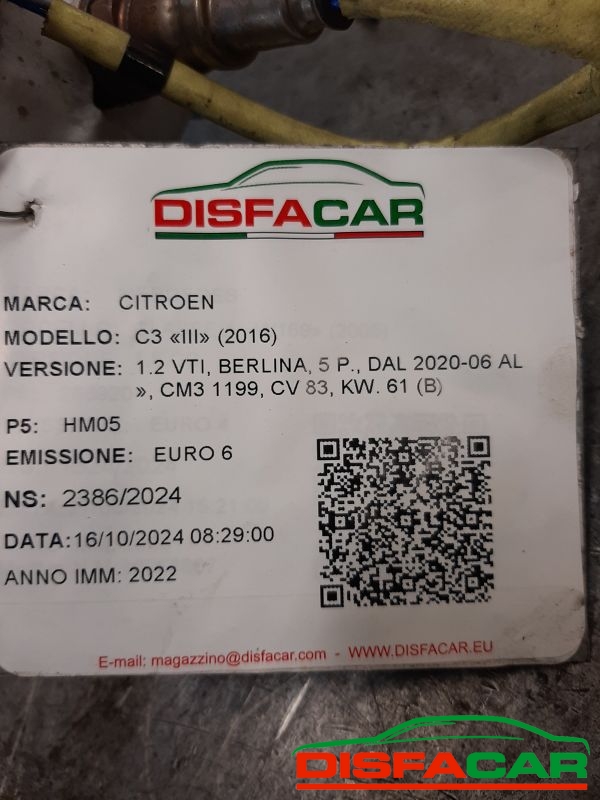 DISFACAR
MARCA: CITROEN
MODELLO: C3 «III» (2016)
VERSIONE: 1.2 VTI, BERLINA, 5 P., DAL 2020-06 AL
», CM3 1199, CV 83, KW. 61 (B)
P5: HM05
EMISSIONE: EURO 6
NS: 2386/2024
DATA:16/10/2024 08:29:00
ANNO IMM: 2022
E-mail: magazzino@disfacar.com - WWW.DISFACAR.EU
DISFACAR